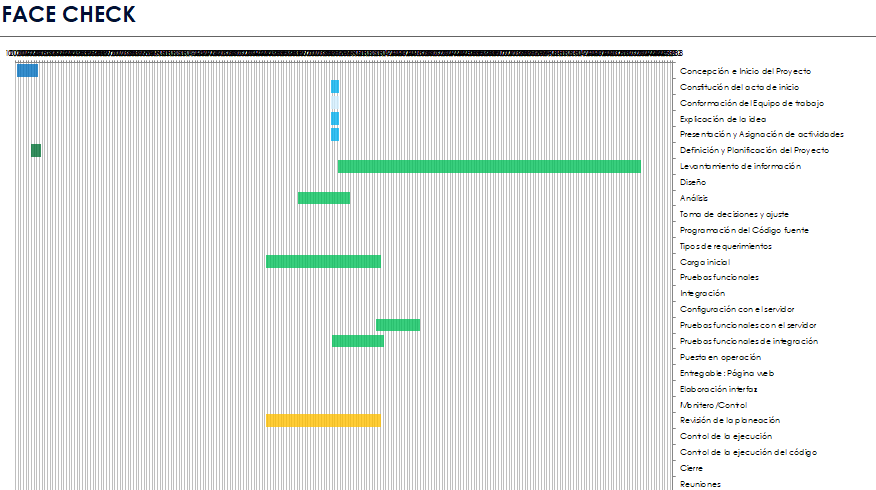 FACE CHECK
Concepción e Inicio del Proyecto
Constitución del acta de inicio
Conformación del Equipo de trabajo
Explicación de la idea
Presentación y Asignación de actividades
Definición y Planificación del Proyecto
Levantamiento de información
Diseño
Análisis
Toma de decisiones y ajuste
Programación del Código fuente
Tipos de requerimientos
Carga inicial
Pruebas funcionales
Integración
Configuración con el servidor
Pruebas funcionales con el servidor
Pruebas funcionales de integración
Puesta en operación
Entregable: Página web
Elaboración interfaz
Monitero/Control
Revisión de la planeación
Control de la ejecución
Control de la ejecución del código
Cierre
Reuniones